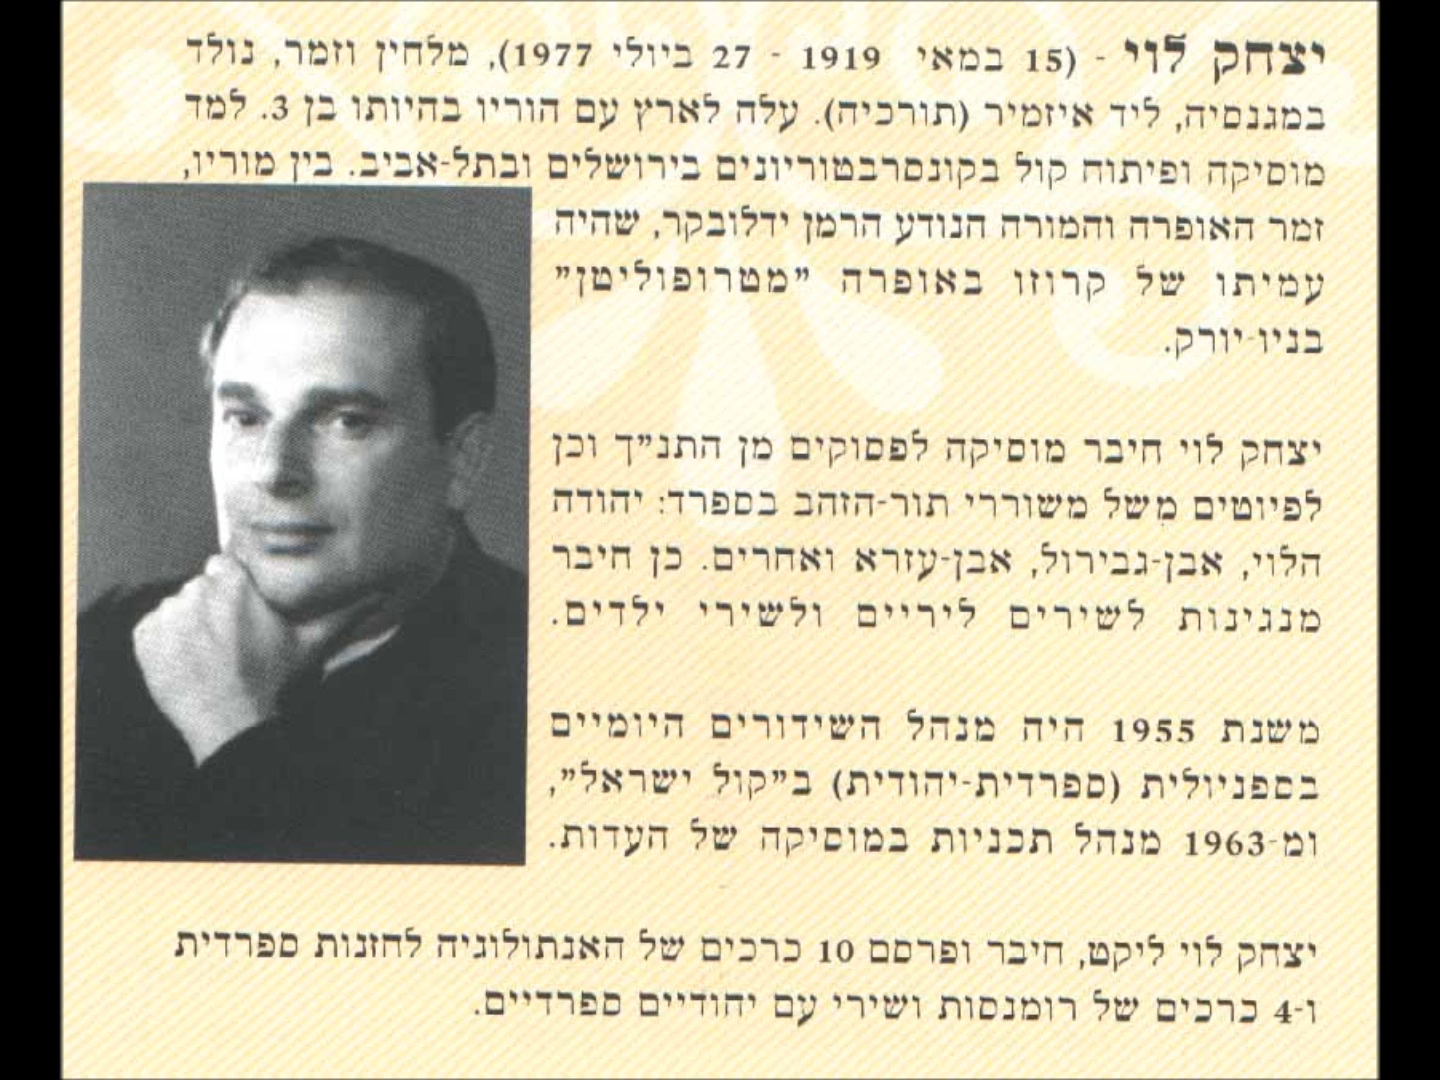 יצחק לוי - (15 במאי 1919 - 27 ביולי 1977), מלחין וזמר, נולד
במגנסיה, ליד איזמיר (תורכיה). עלה לארץ עם הוריו בהיותו בן 3. למד
מוסיקה ופיתוח קול בקונסרבטוריונים בירושלים ובתל-אביב. בין מוריו,
זמר האופרה והמורה הנודע הרמן ידלובקר, שהיה
עמיתו של קרוזו באופרה "מטרופוליטן"
בניו-יורק.
יצחק לוי חיבר מוסיקה לפסוקים מן התנ"ך וכן
לפיוטים מִשל משוררי תור-הזהב בספרד: יהודה
הלוי, אבן-גבירול, אבן-עזרא ואחרים. כן חיבר
מנגינות לשירים ליריים ולשירי ילדים.
משנת 1955 היה מנהל השידורים היומיים
בספניולית (ספרדית-יהודית) ב"קול ישראל",
ומ-1963 מנהל תכניות במוסיקה של העדות.
יצחק לוי ליקט, חיבר ופרסם 10 כרכים של האנתולוגיה לחזנות ספרדית
ו-4 כרכים של רומנסות ושירי עם יהודיים ספרדיים.